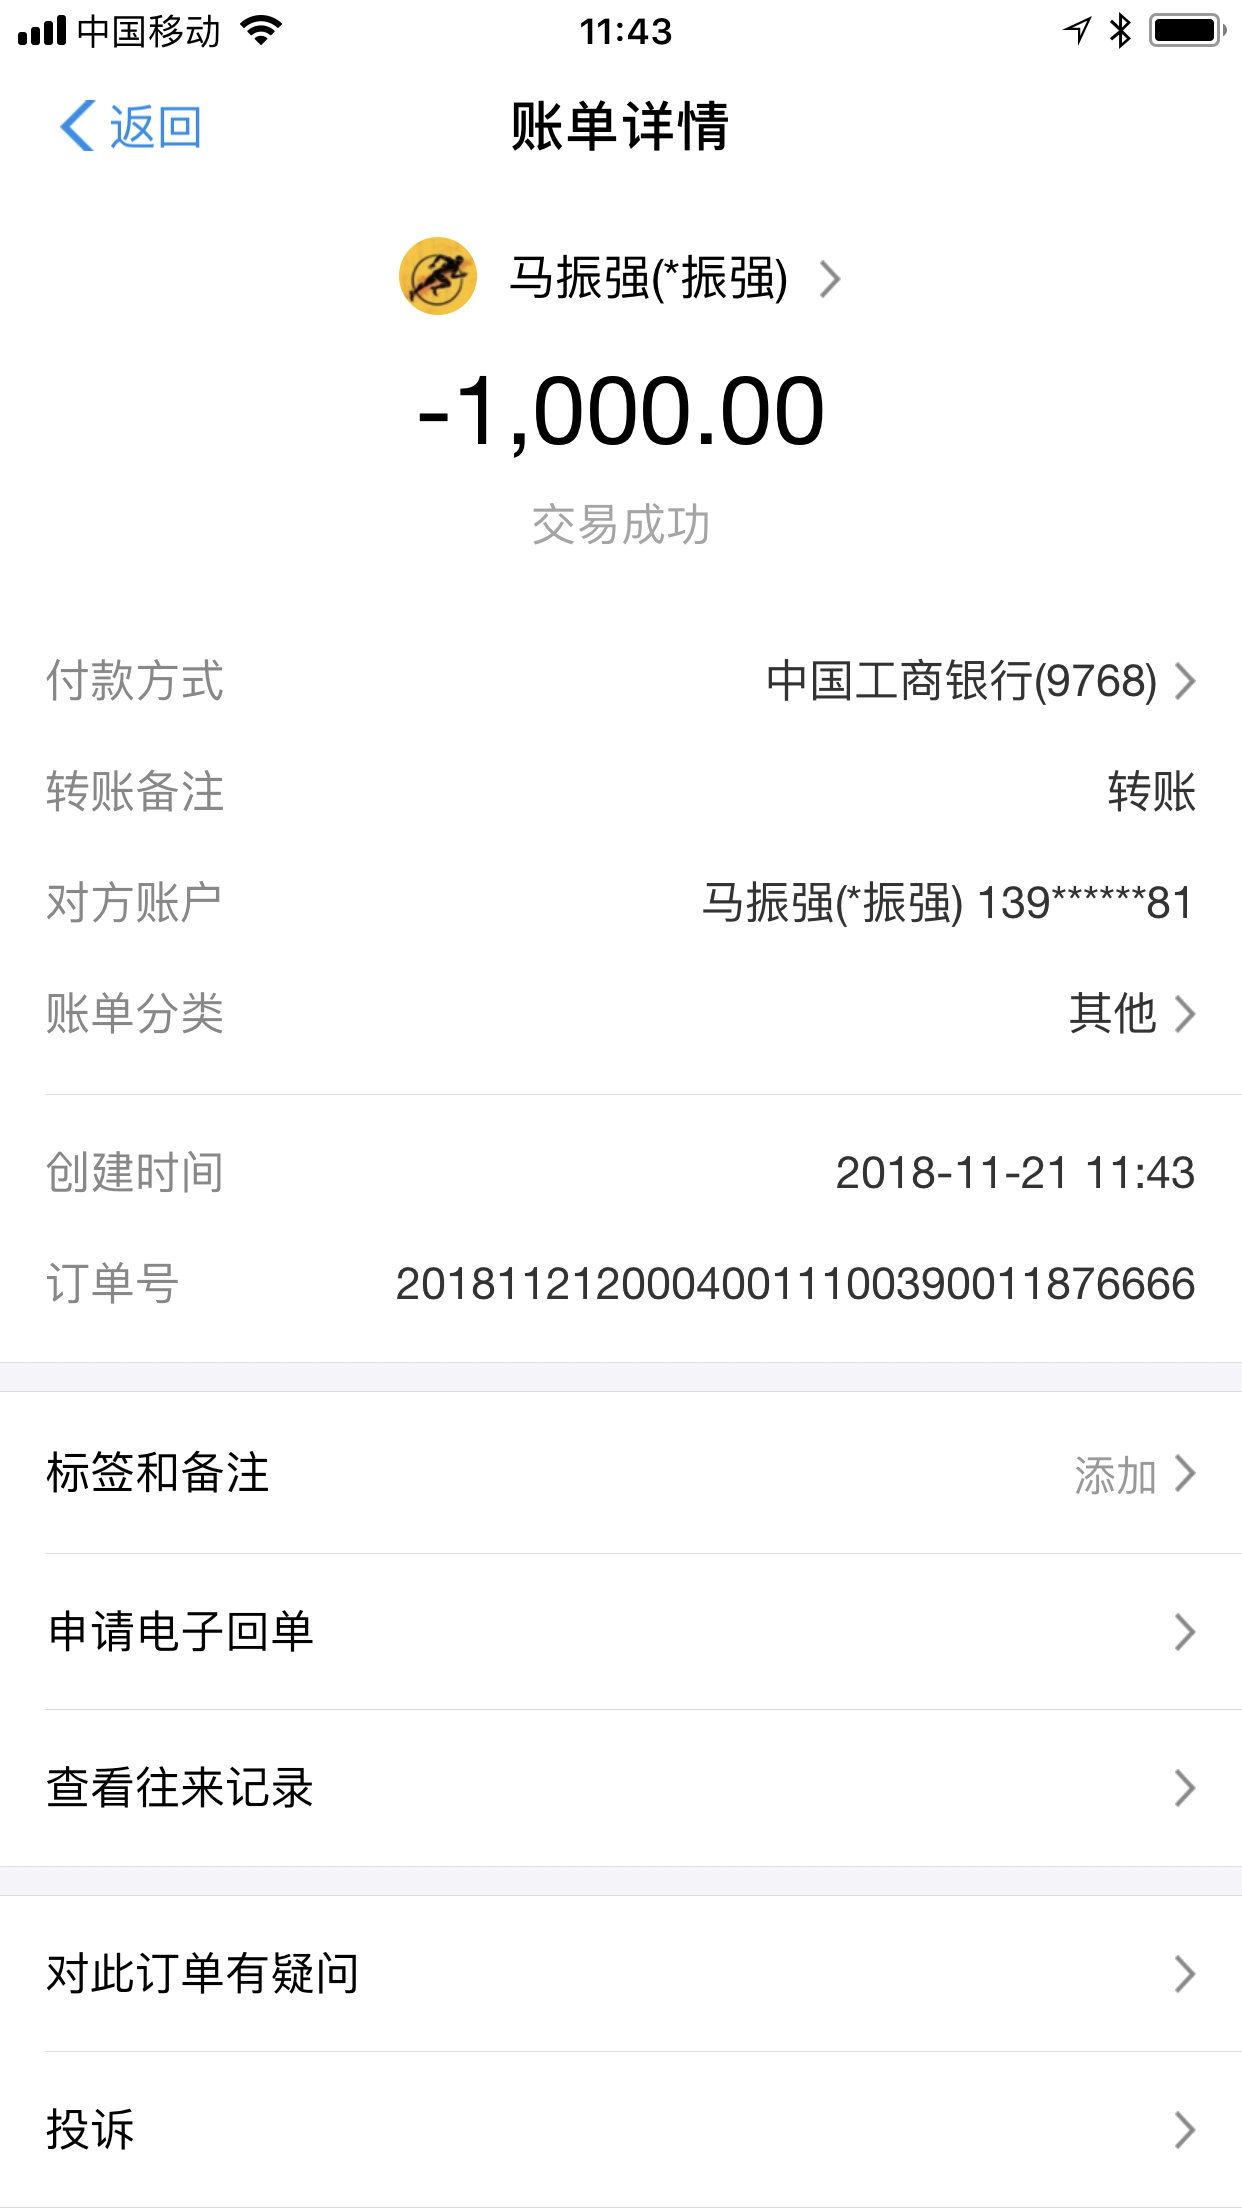 中国移动 11:43
返回 账单详情
马振强(*振强)
-1,000.00
交易成功
付款方式 中国工商银行(9768)
转账备注 转账
对方账户 马振强(*振强) 139******81
账单分类 其他
创建时间 2018-11-21 11:43
订单号 20181121200040011100390011876666
标签和备注 添加
申请电子回单
查看往来记录
对此订单有疑问
投诉